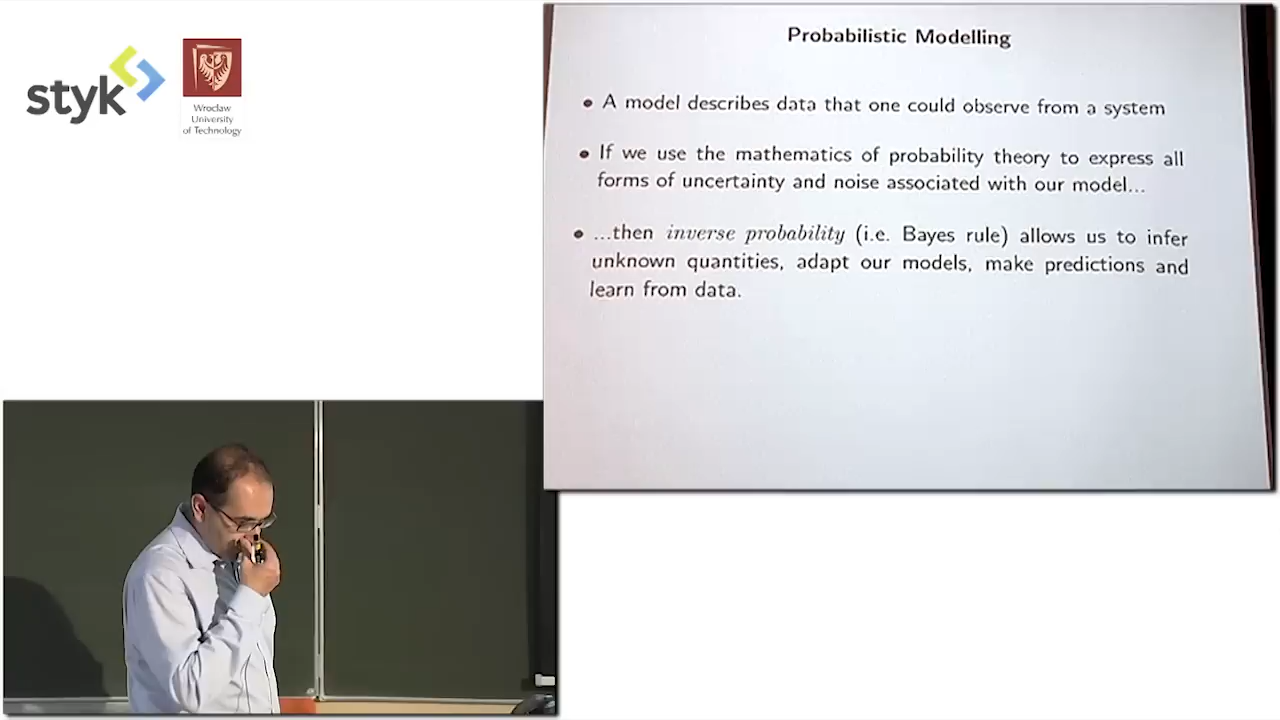 styk
Wrocław
University
of Technology
Probabilistic Modelling
• A model describes data that one could observe from a system
• If we use the mathematics of probability theory to express all
forms of uncertainty and noise associated with our model...
• ...then inverse probability (i.e. Bayes rule) allows us to infer
unknown quantities, adapt our models, make predictions and
learn from data.